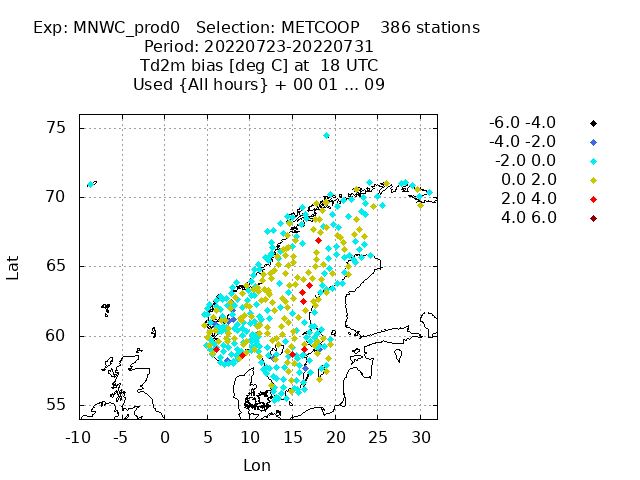 Exp: MNWC_prod0   Selection: METCOOP    386 stations
Period: 20220723-20220731
Td2m bias [deg C] at  18 UTC
Used {All hours} + 00 01 ... 09
-6.0 -4.0
-4.0 -2.0
-2.0 0.0
0.0 2.0
2.0 4.0
4.0 6.0
75
70
65
60
55
Lat
-10 -5 0 5 10 15 20 25 30
Lon